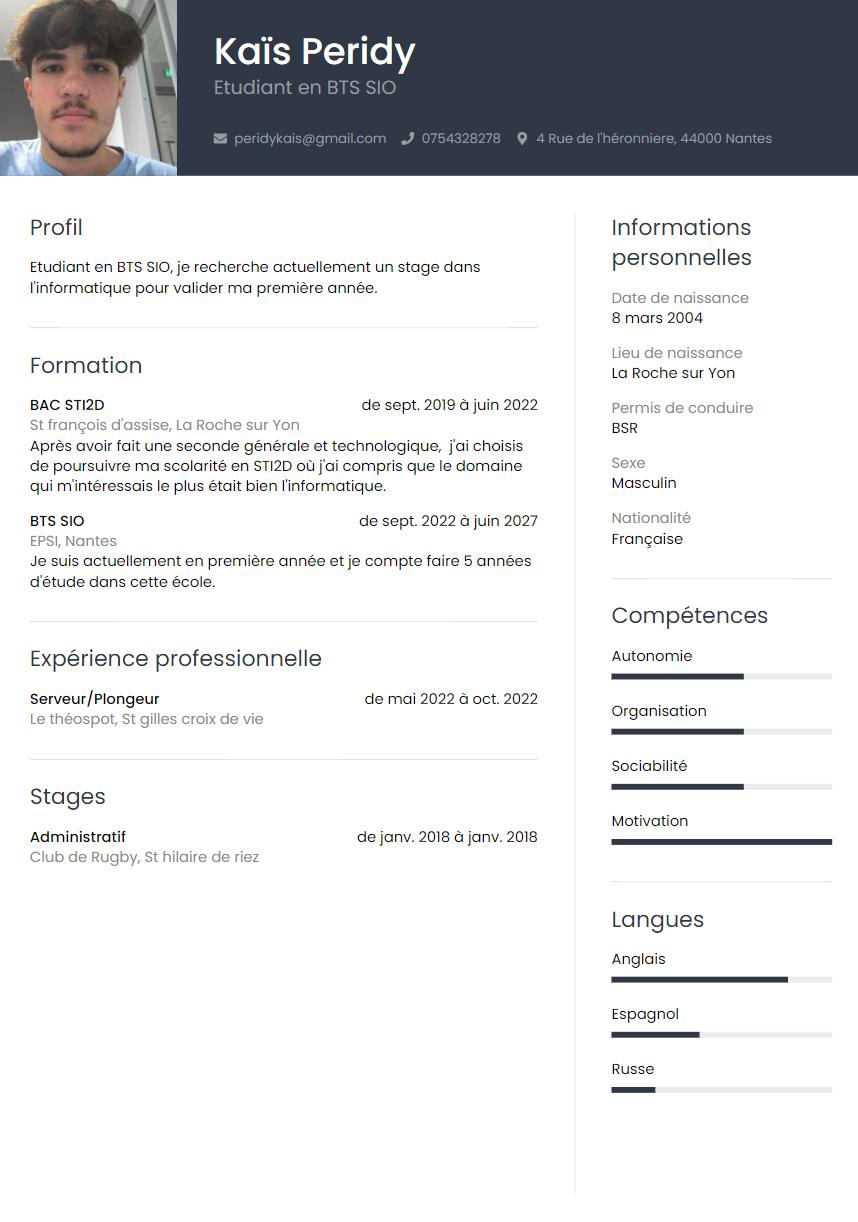 Kaïs Peridy
Etudiant en BTS SIO
peridykais@gmail.com 0754328278 4 Rue de l'héronniere, 44000 Nantes
Profil
Etudiant en BTS SIO, je recherche actuellement un stage dans
l'informatique pour valider ma première année.
Formation
BAC STI2D de sept. 2019 à juin 2022
St françois d'assise, La Roche sur Yon
Après avoir fait une seconde générale et technologique,  j'ai choisis
de poursuivre ma scolarité en STI2D où j'ai compris que le domaine
qui m'intéressais le plus était bien l'informatique.
BTS SIO de sept. 2022 à juin 2027
EPSI, Nantes
Je suis actuellement en première année et je compte faire 5 années
d'étude dans cette école.
Expérience professionnelle
Serveur/Plongeur de mai 2022 à oct. 2022
Le théospot, St gilles croix de vie
Stages
Administratif de janv. 2018 à janv. 2018
Club de Rugby, St hilaire de riez
Informations
personnelles
Date de naissance
8 mars 2004
Lieu de naissance
La Roche sur Yon
Permis de conduire
BSR
Sexe
Masculin
Nationalité
Française
Compétences
Autonomie
Organisation
Sociabilité
Motivation
Langues
Anglais
Espagnol
Russe